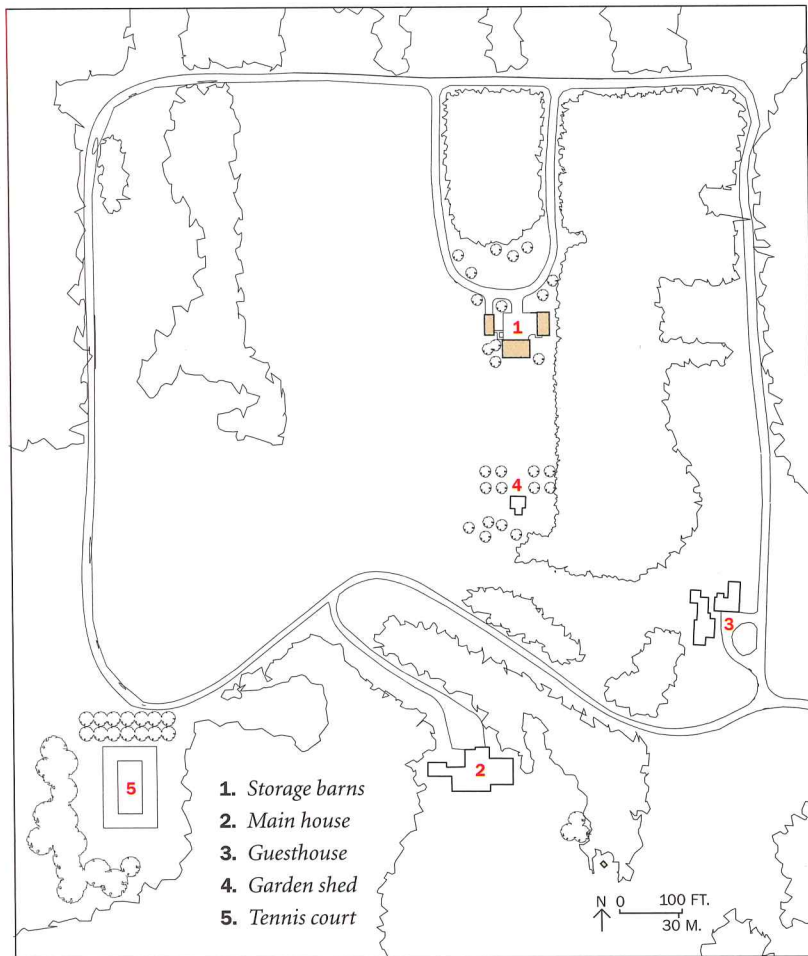 1
4
3
2
5
1. Storage barns
2. Main house
3. Guesthouse
4. Garden shed
5. Tennis court
N 0 100 FT.
30 M.